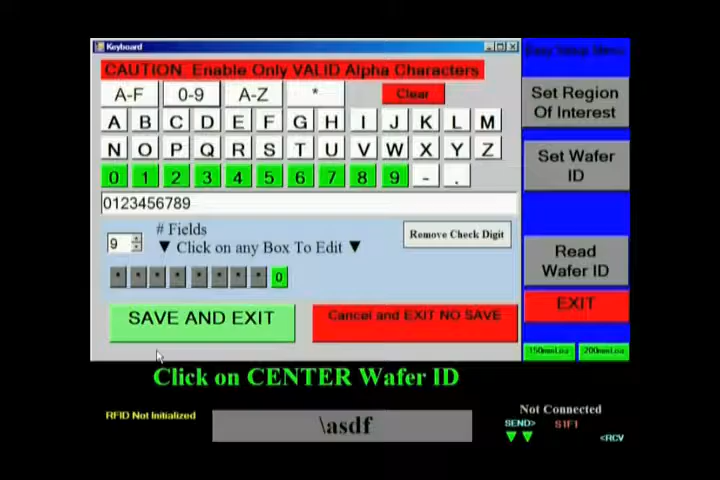 Keyboard
CAUTION Enable Only VALID Alpha Characters
A-F 0-9 A-Z * Clear
A B C D E F G H I J K L M
N O P Q R S T U V W X Y Z
0 1 2 3 4 5 6 7 8 9 - .
0123456789
# Fields
9 ▼ Click on any Box To Edit ▼
Remove Check Digit
* * * * * * * * 0
SAVE AND EXIT
Cancel and EXIT NO SAVE
Easy Setup Menu
Set Region
Of Interest
Set Wafer
ID
Read
Wafer ID
EXIT
200mm
Click on CENTER Wafer ID
RFID Not Initialized
\asdf
Not Connected
SEND> S1F1
<RCV